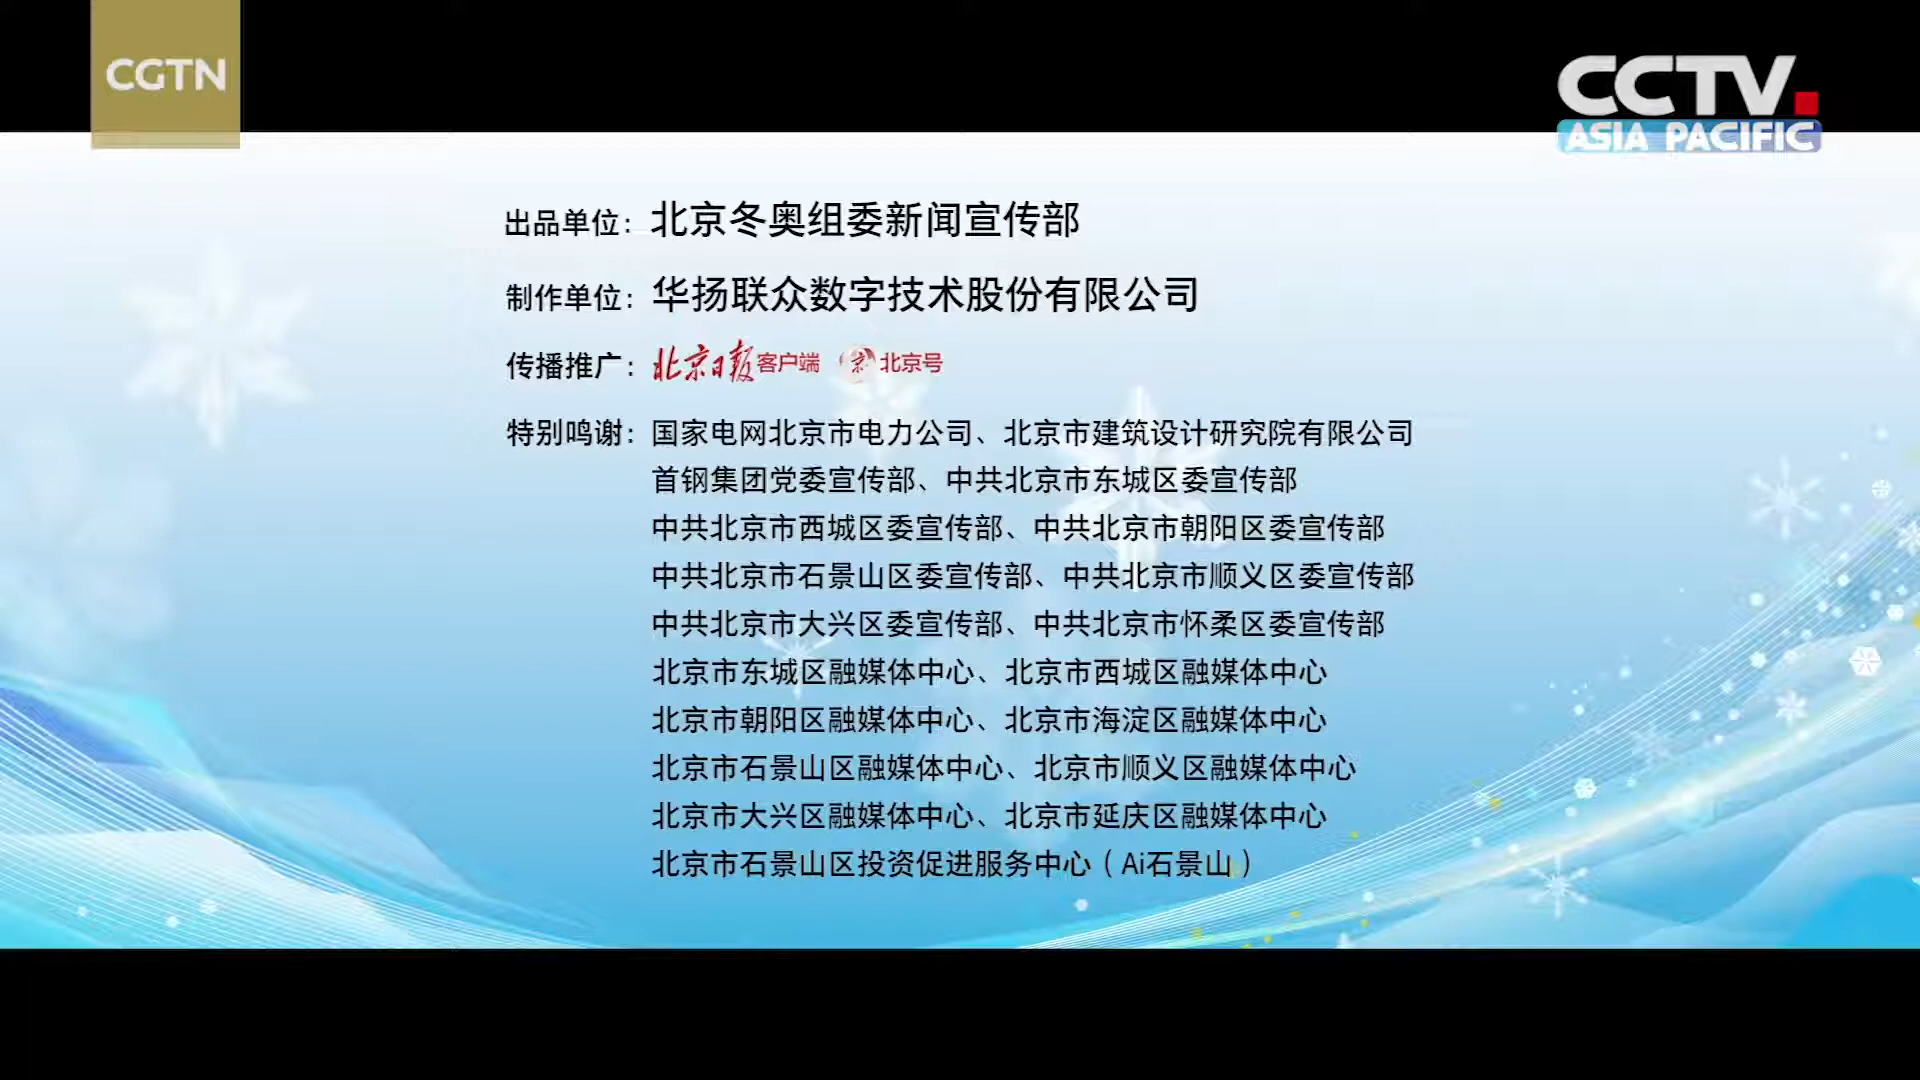 CGTN
CCTV.
ASIA PACIFIC
出品单位：北京冬奥组委新闻宣传部
制作单位：华扬联众数字技术股份有限公司
传播推广：北京日报客户端 京 北京号
特别鸣谢：国家电网北京市电力公司、北京市建筑设计研究院有限公司
首钢集团党委宣传部、中共北京市东城区委宣传部
中共北京市西城区委宣传部、中共北京市朝阳区委宣传部
中共北京市石景山区委宣传部、中共北京市顺义区委宣传部
中共北京市大兴区委宣传部、中共北京市怀柔区委宣传部
北京市东城区融媒体中心、北京市西城区融媒体中心
北京市朝阳区融媒体中心、北京市海淀区融媒体中心
北京市石景山区融媒体中心、北京市顺义区融媒体中心
北京市大兴区融媒体中心、北京市延庆区融媒体中心
北京市石景山区投资促进服务中心（Ai石景山）